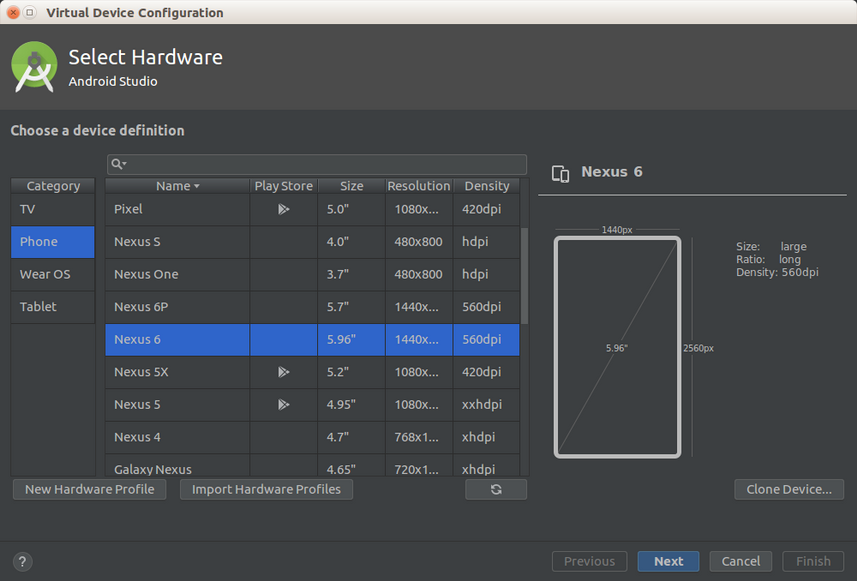 Virtual Device Configuration
Select Hardware
Android Studio
Choose a device definition
Category
TV
Phone
Wear OS
Tablet
Name Play Store Size Resolution Density
Pixel 5.0" 1080x... 420dpi
Nexus S 4.0" 480x800 hdpi
Nexus One 3.7" 480x800 hdpi
Nexus 6P 5.7" 1440x... 560dpi
Nexus 6 5.96" 1440x... 560dpi
Nexus 5X 5.2" 1080x... 420dpi
Nexus 5 4.95" 1080x... xxhdpi
Nexus 4 4.7" 768x1... xhdpi
Galaxy Nexus 4.65" 720x1... xhdpi
New Hardware Profile Import Hardware Profiles
Nexus 6
1440px
5.96"
2560px
Size: large
Ratio: long
Density: 560dpi
Clone Device...
? Previous Next Cancel Finish